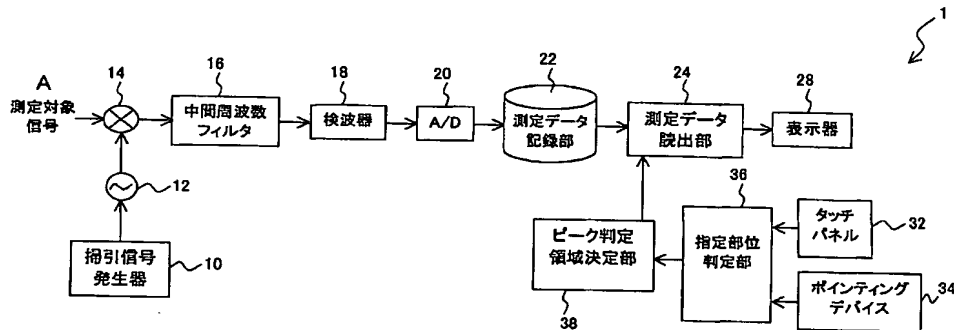 1
A
測定対象
信号
14
16
中間周波数
フィルタ
18
検波器
20
A/D
22
測定データ
記録部
24
測定データ
読出部
28
表示器
12
掃引信号
発生器
10
ピーク判定
領域決定部
38
36
指定部位
判定部
タッチ
パネル
32
ポインティング
デバイス
34